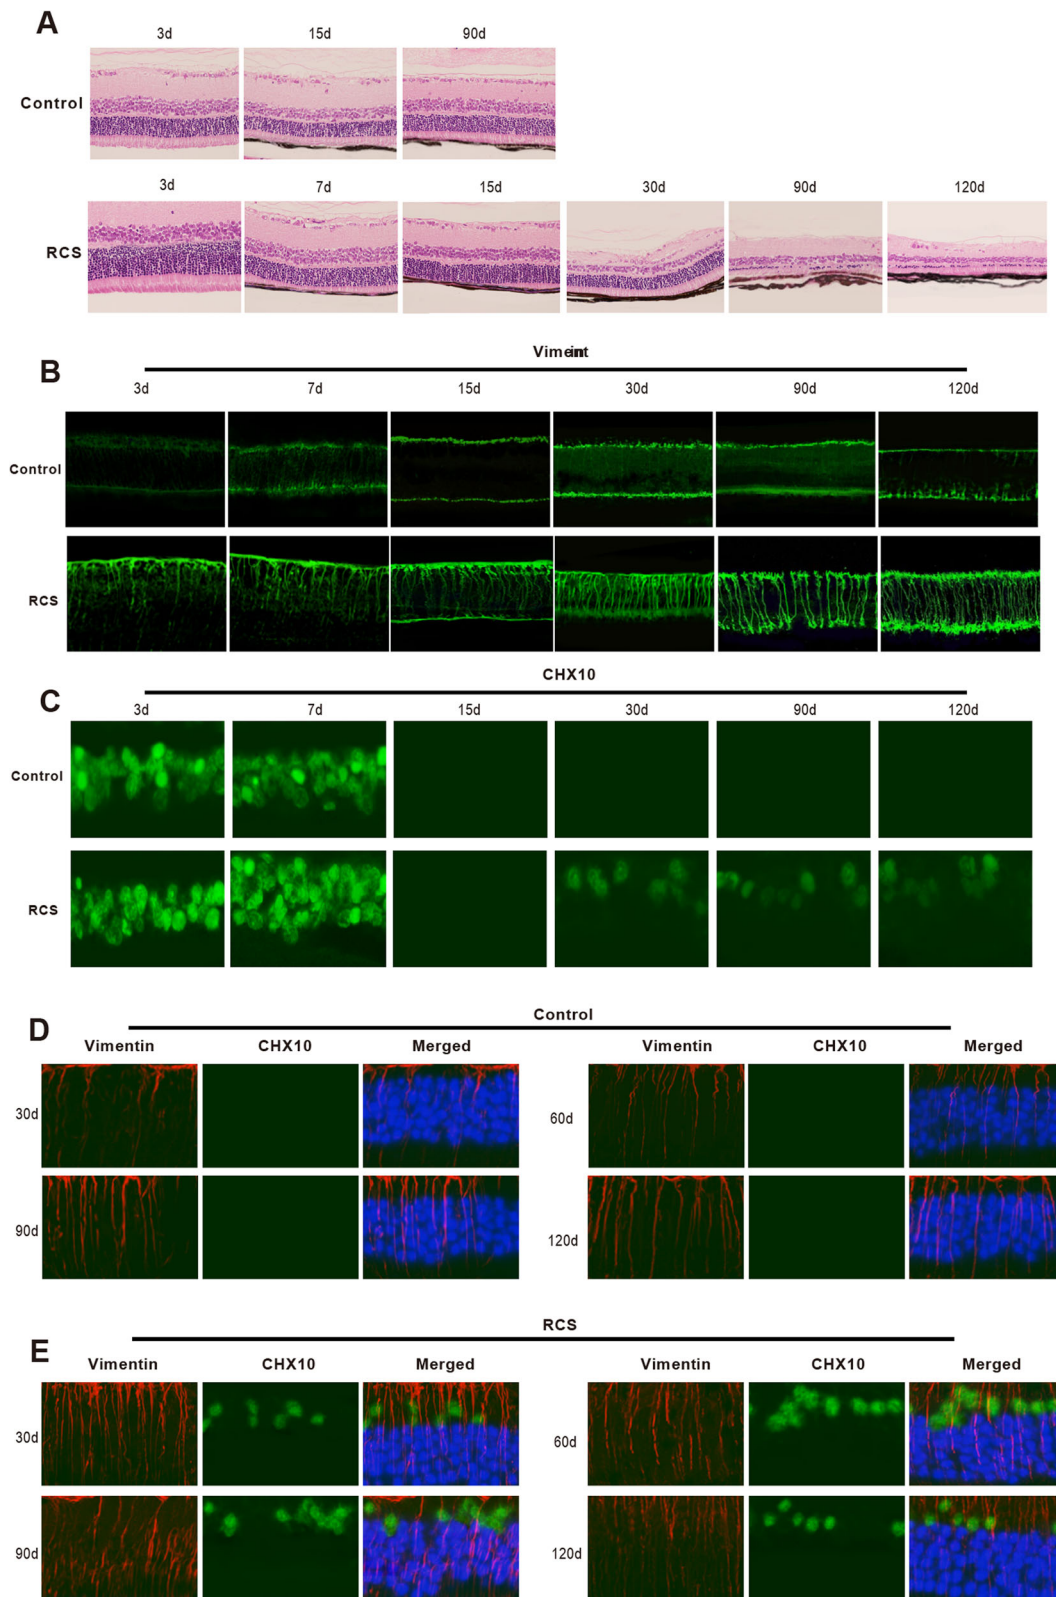 A
3d 15d 90d
Control
3d 7d 15d 30d 90d 120d
RCS
Vimeint
B
3d 7d 15d 30d 90d 120d
Control
RCS
CHX10
C
3d 7d 15d 30d 90d 120d
Control
RCS
Control
D
Vimentin CHX10 Merged Vimentin CHX10 Merged
30d 60d
90d 120d
RCS
E
Vimentin CHX10 Merged Vimentin CHX10 Merged
30d 60d
90d 120d